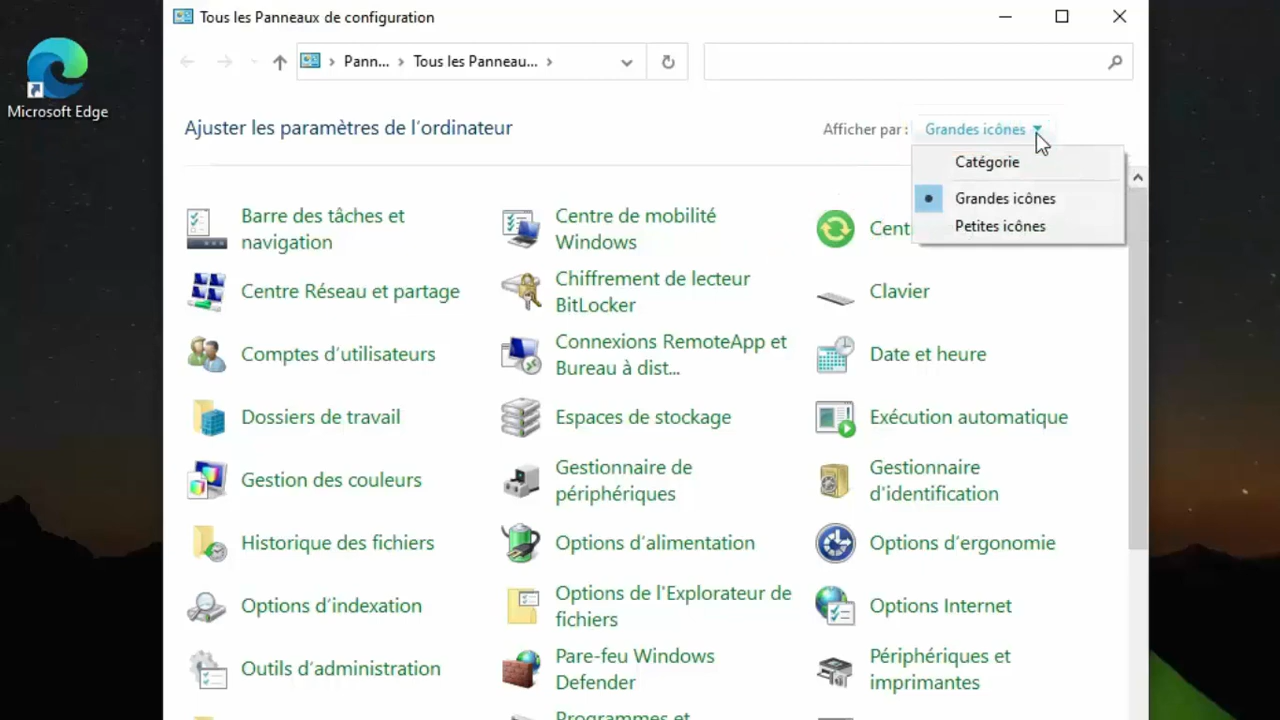 Tous les Panneaux de configuration
Microsoft Edge
Pann... › Tous les Panneau... ›
Ajuster les paramètres de l'ordinateur
Afficher par :
Grandes icônes
Catégorie
Grandes icônes
Petites icônes
Barre des tâches et
navigation
Centre de mobilité
Windows
Centre Réseau et partage
Chiffrement de lecteur
BitLocker
Clavier
Comptes d'utilisateurs
Connexions RemoteApp et
Bureau à dist...
Date et heure
Dossiers de travail
Espaces de stockage
Exécution automatique
Gestion des couleurs
Gestionnaire de
périphériques
Gestionnaire
d'identification
Historique des fichiers
Options d'alimentation
Options d'ergonomie
Options d'indexation
Options de l'Explorateur de
fichiers
Options Internet
Outils d'administration
Pare-feu Windows
Defender
Périphériques et
imprimantes
Programmes et